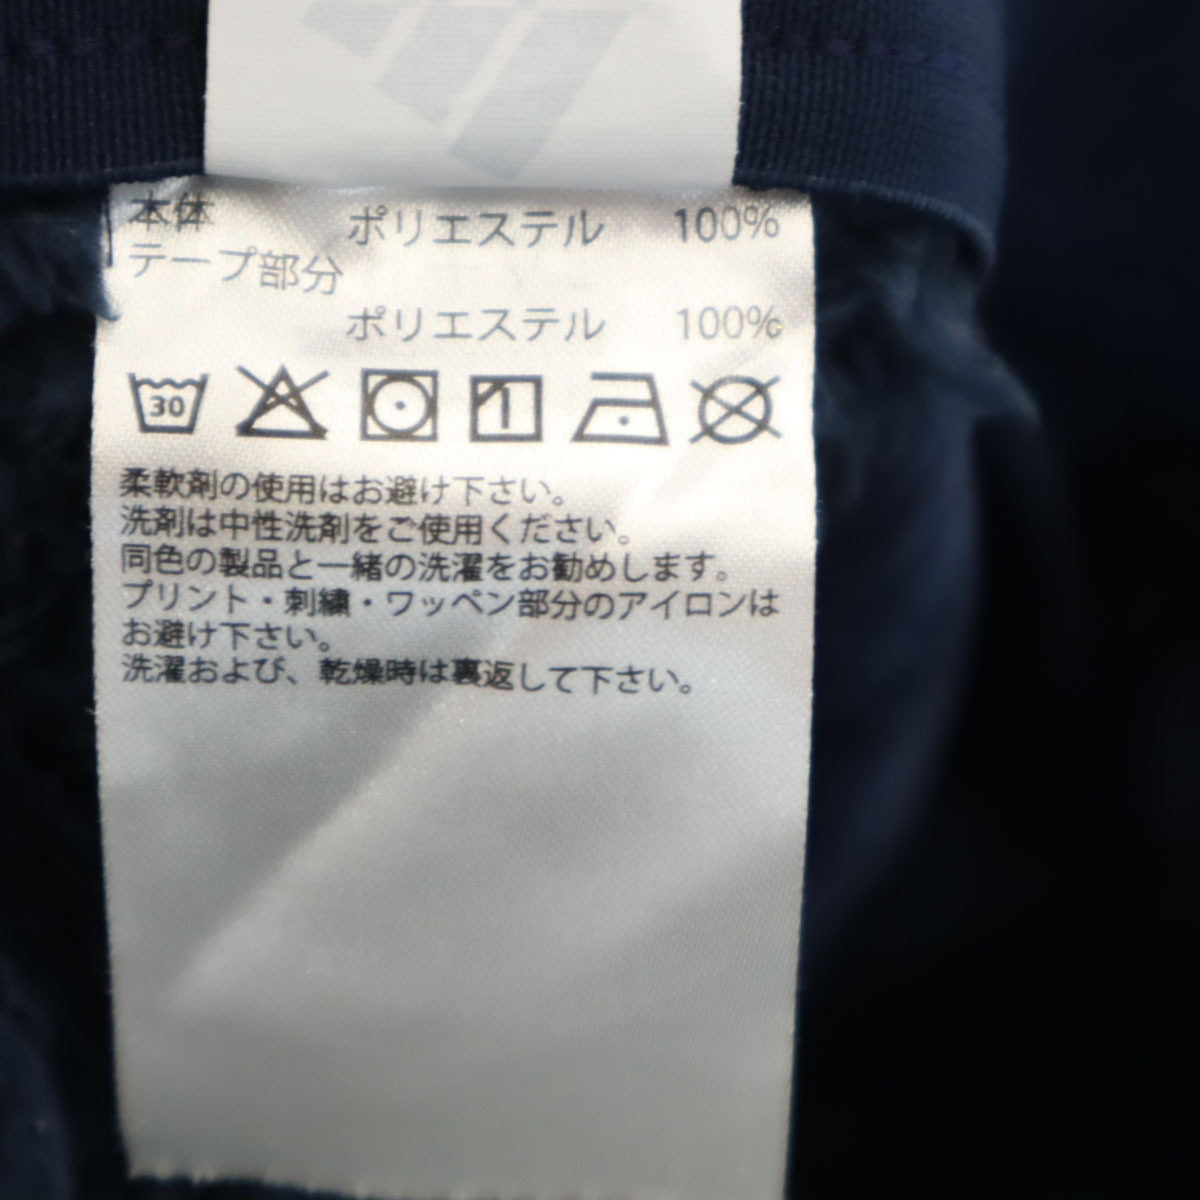 本体
ポリエステル 100%
テープ部分
ポリエステル 100%
30
柔軟剤の使用はお避け下さい。
洗剤は中性洗剤をご使用ください。
同色の製品と一緒の洗濯をお勧めします。
プリント・刺繍・ワッペン部分のアイロンは
お避け下さい。
洗濯および、乾燥時は裏返して下さい。